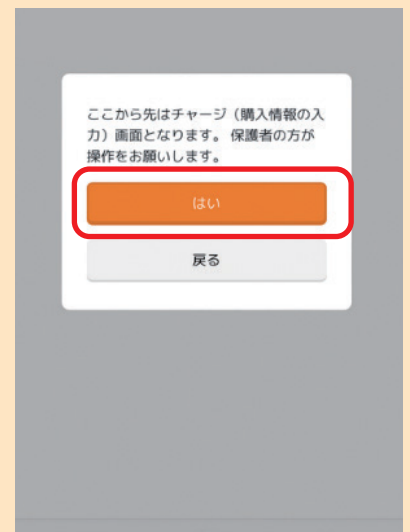 ここから先はチャージ（購入情報の入
力）画面となります。 保護者の方が
操作をお願いします。
はい
戻る